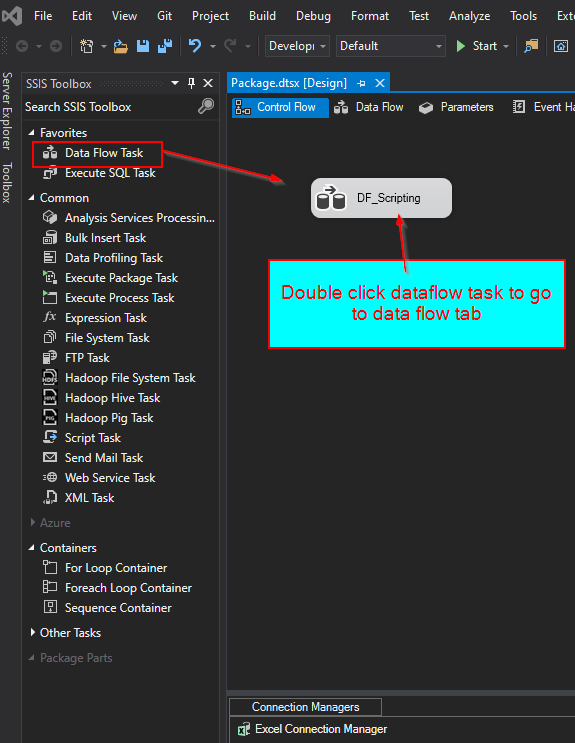 File Edit View Git Project Build Debug Format Test Analyze Tools
Develop Default Start
Server Explorer
Toolbox
SSIS Toolbox
Search SSIS Toolbox
Favorites
Data Flow Task
Execute SQL Task
Common
Analysis Services Processin...
Bulk Insert Task
Data Profiling Task
Execute Package Task
Execute Process Task
Expression Task
File System Task
FTP Task
Hadoop File System Task
Hadoop Hive Task
Hadoop Pig Task
Script Task
Send Mail Task
Web Service Task
XML Task
Azure
Containers
For Loop Container
Foreach Loop Container
Sequence Container
Other Tasks
Package Parts
Package.dtsx [Design]
Control Flow Data Flow Parameters Event Ha
DF_Scripting
Double click dataflow task to go
to data flow tab
Connection Managers
Excel Connection Manager